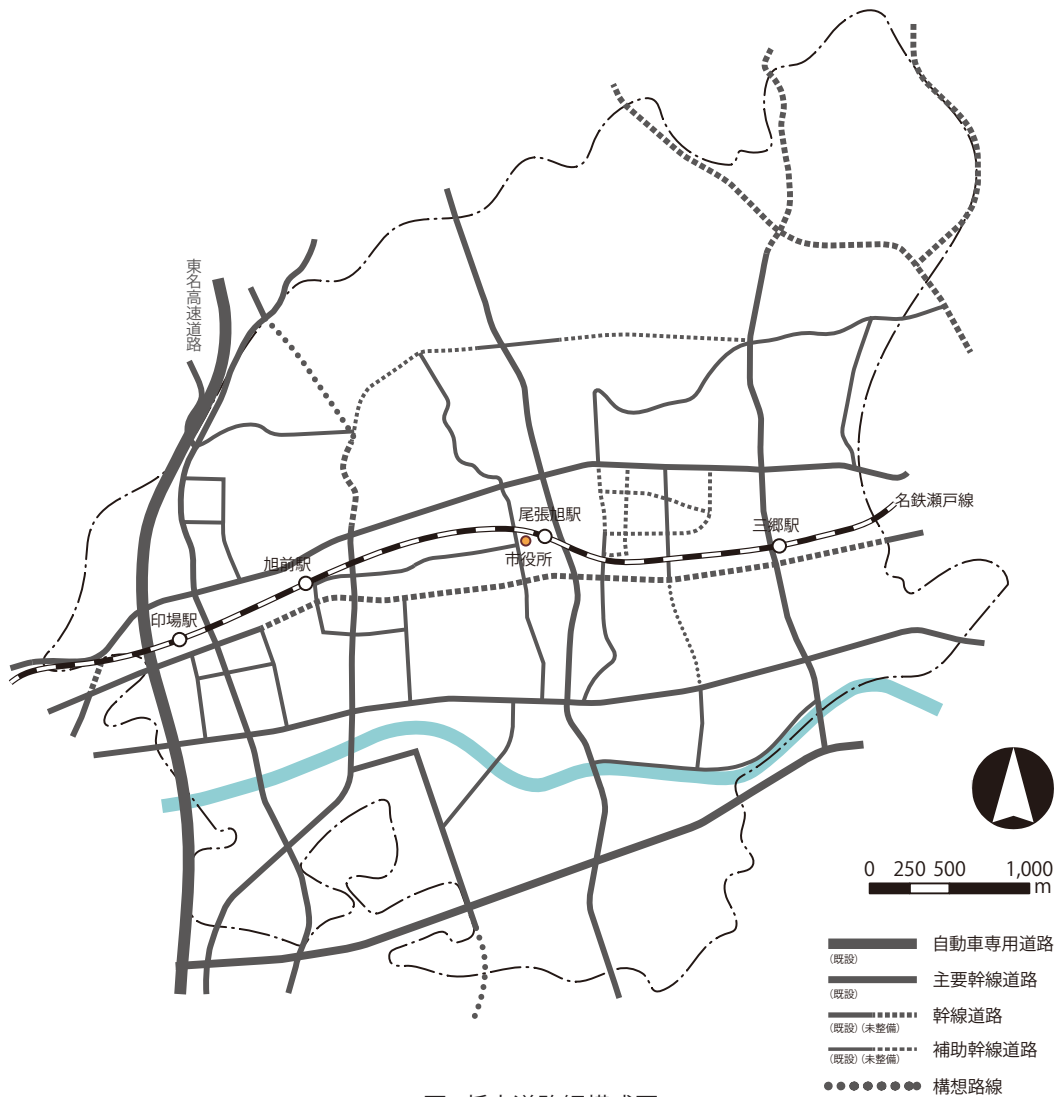 東名高速道路
名鉄瀬戸線
尾張旭駅
三郷駅
市役所
旭前駅
印場駅
0 250 500 1,000
m
自動車専用道路
(既設)
主要幹線道路
(既設)
幹線道路
(既設)(未整備)
補助幹線道路
(既設)(未整備)
構想路線